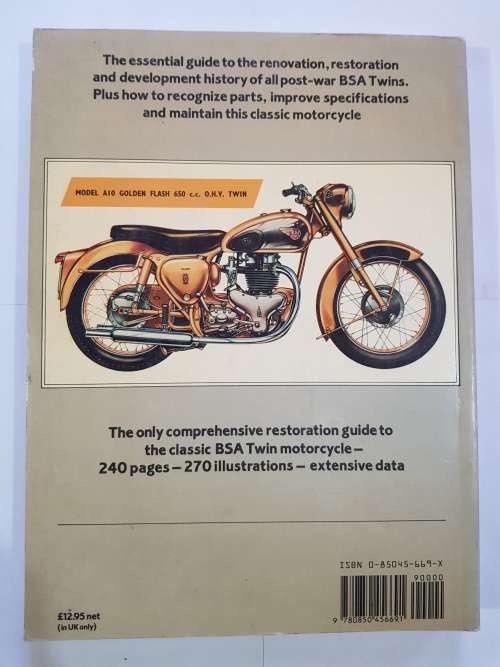 The essential guide to the renovation, restoration
and development history of all post-war BSA Twins.
Plus how to recognize parts, improve specifications
and maintain this classic motorcycle
MODEL A10 GOLDEN FLASH 650 c.c. O.H.V. TWIN
The only comprehensive restoration guide to
the classic BSA Twin motorcycle –
240 pages – 270 illustrations – extensive data
ISBN 0-85045-669-X
90000
9 780850 456691
£12.95 net
(in UK only)